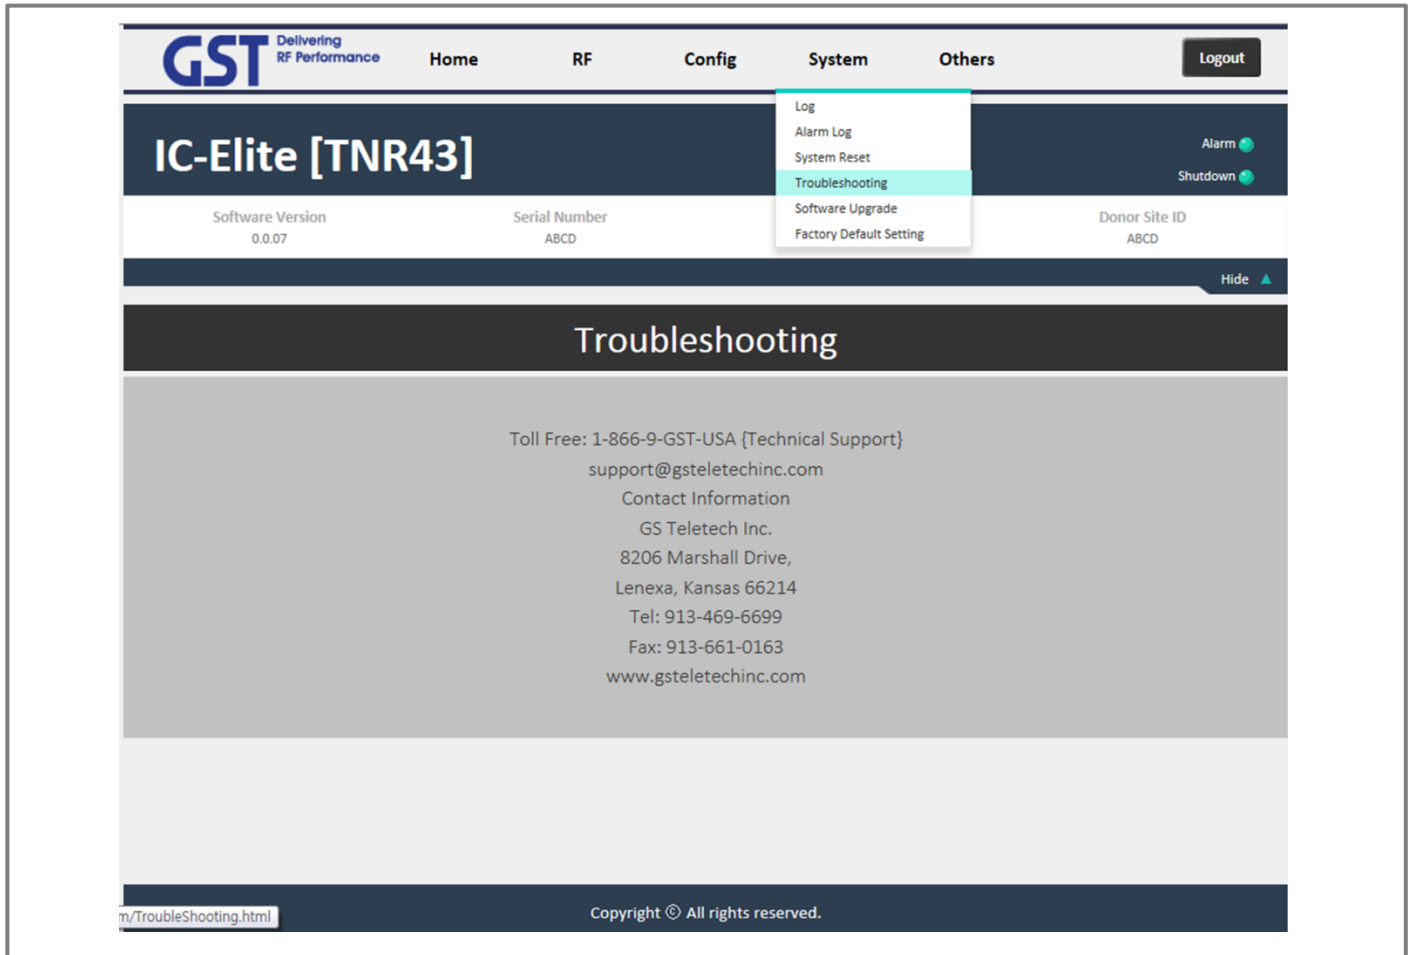 GST Delivering
RF Performance
Home RF Config System Others Logout
Log
Alarm Log
System Reset
Troubleshooting
Software Upgrade
Factory Default Setting
IC-Elite [TNR43]
Alarm
Shutdown
Software Version Serial Number Donor Site ID
0.0.07 ABCD ABCD
Hide
Troubleshooting
Toll Free: 1-866-9-GST-USA {Technical Support}
support@gsteletechinc.com
Contact Information
GS Teletech Inc.
8206 Marshall Drive,
Lenexa, Kansas 66214
Tel: 913-469-6699
Fax: 913-661-0163
www.gsteletechinc.com
m/TroubleShooting.html
Copyright © All rights reserved.